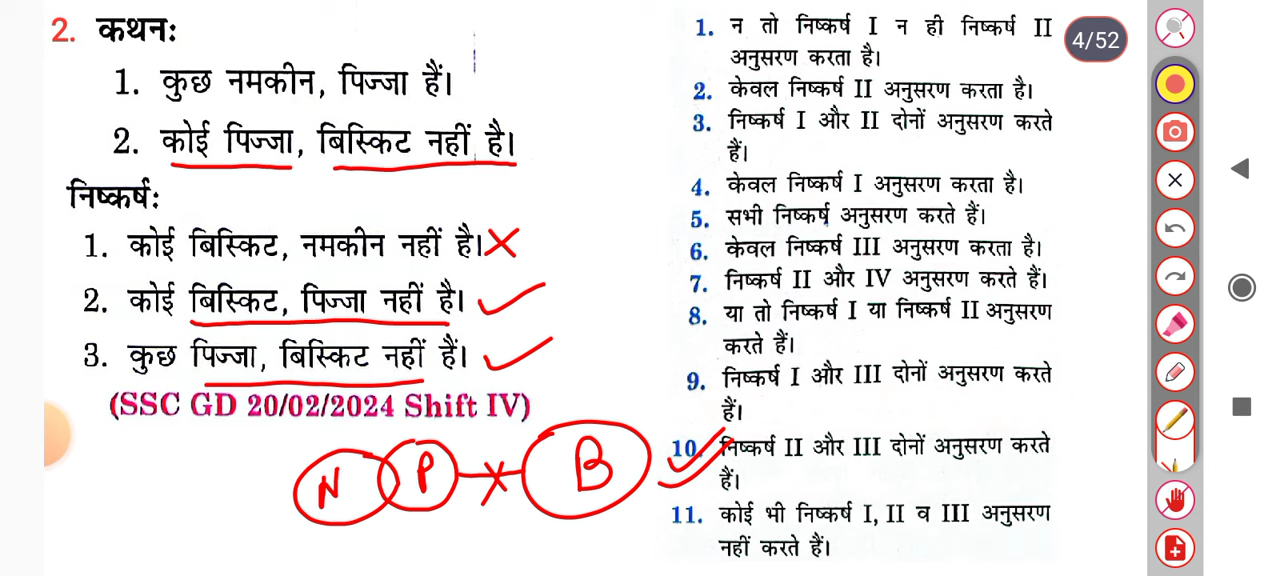 2. कथनः
1. कुछ नमकीन, पिज्जा हैं।
2. कोई पिज्जा, बिस्किट नहीं है।
निष्कर्षः
1. कोई बिस्किट, नमकीन नहीं है।
2. कोई बिस्किट, पिज्जा नहीं है।
3. कुछ पिज्जा, बिस्किट नहीं हैं।
(SSC GD 20/02/2024 Shift IV)
N P B
1. न तो निष्कर्ष I न ही निष्कर्ष II
अनुसरण करता है।
2. केवल निष्कर्ष II अनुसरण करता है।
3. निष्कर्ष I और II दोनों अनुसरण करते
हैं।
4. केवल निष्कर्ष I अनुसरण करता है।
5. सभी निष्कर्ष अनुसरण करते हैं।
6. केवल निष्कर्ष III अनुसरण करता है।
7. निष्कर्ष II और IV अनुसरण करते हैं।
8. या तो निष्कर्ष I या निष्कर्ष II अनुसरण
करते हैं।
9. निष्कर्ष I और III दोनों अनुसरण करते
हैं।
10. निष्कर्ष II और III दोनों अनुसरण करते
हैं।
11. कोई भी निष्कर्ष I, II व III अनुसरण
नहीं करते हैं।
4/52